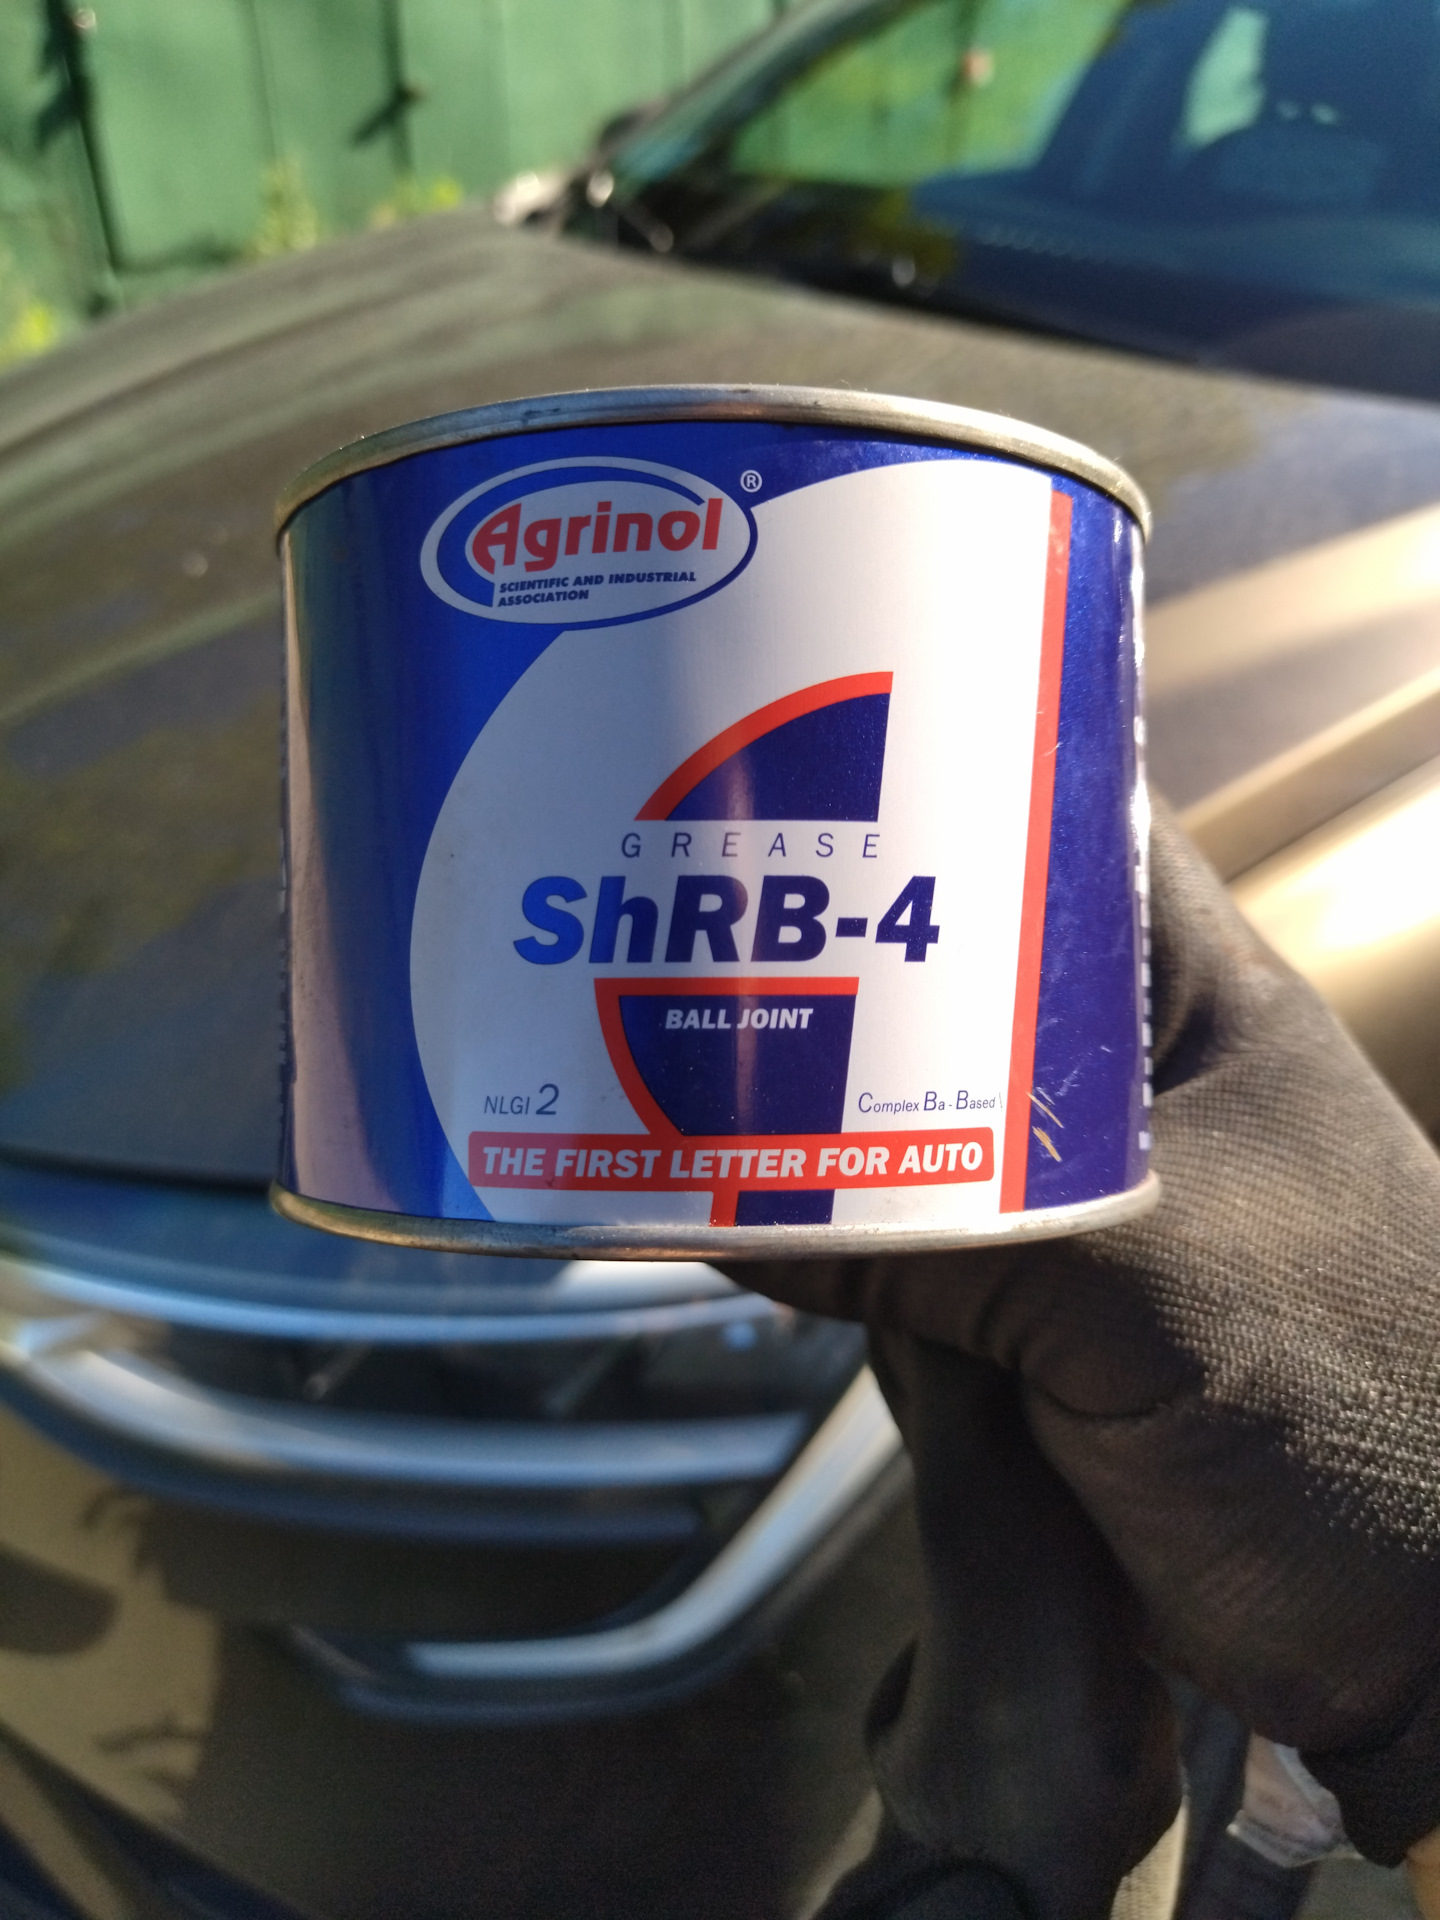 Agrinol ®
SCIENTIFIC AND INDUSTRIAL
ASSOCIATION
GREASE
ShRB-4
BALL JOINT
NLGI 2
Complex Ba-Based
THE FIRST LETTER FOR AUTO